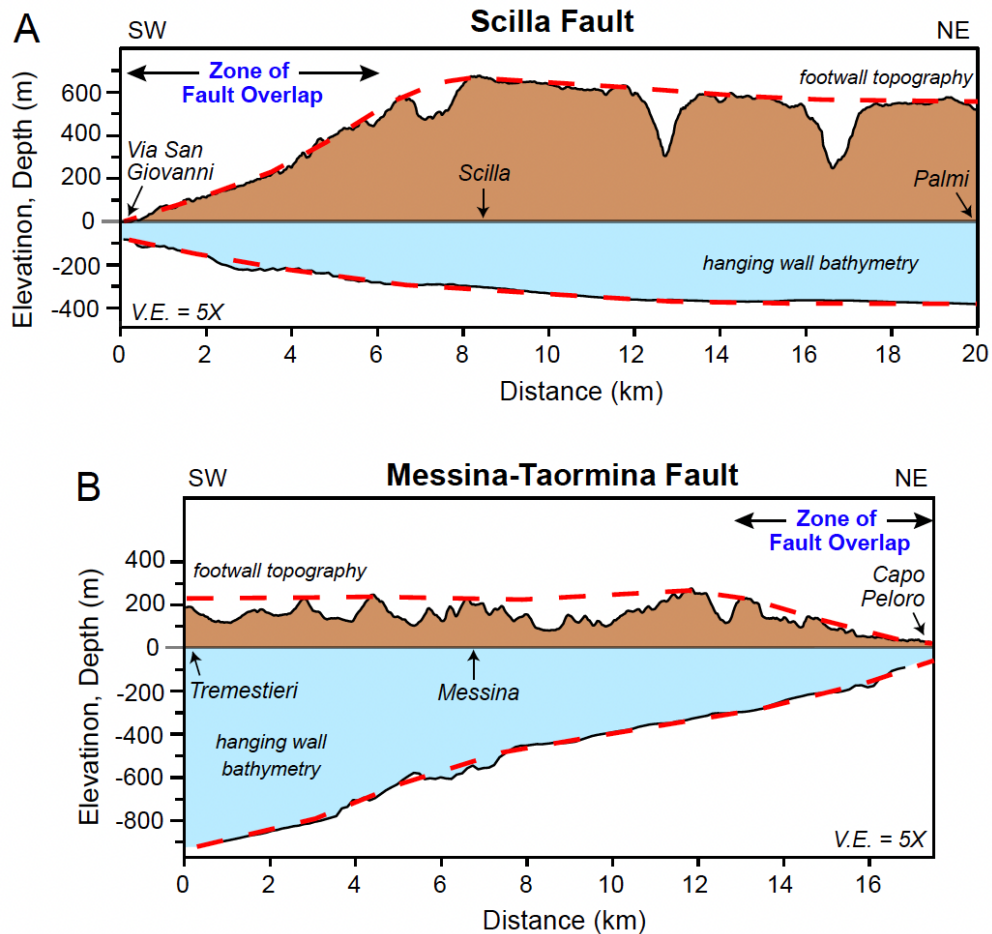 A
SW
Scilla Fault
NE
Zone of
Fault Overlap
footwall topography
Via San
Giovanni
Scilla
Palmi
hanging wall bathymetry
V.E. = 5X
Elevatinon, Depth (m)
600
400
200
0
-200
-400
0 2 4 6 8 10 12 14 16 18 20
Distance (km)
B
SW
Messina-Taormina Fault
NE
Zone of
Fault Overlap
footwall topography
Capo
Peloro
Tremestieri
Messina
hanging wall
bathymetry
V.E. = 5X
Elevatinon, Depth (m)
400
200
0
-200
-400
-600
-800
0 2 4 6 8 10 12 14 16
Distance (km)